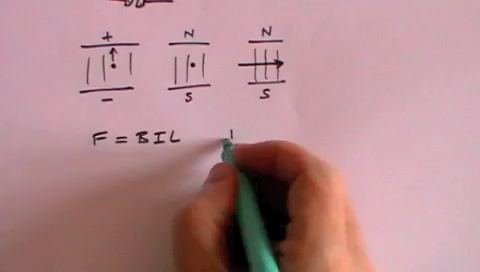 + N N
- S S
F = BIL